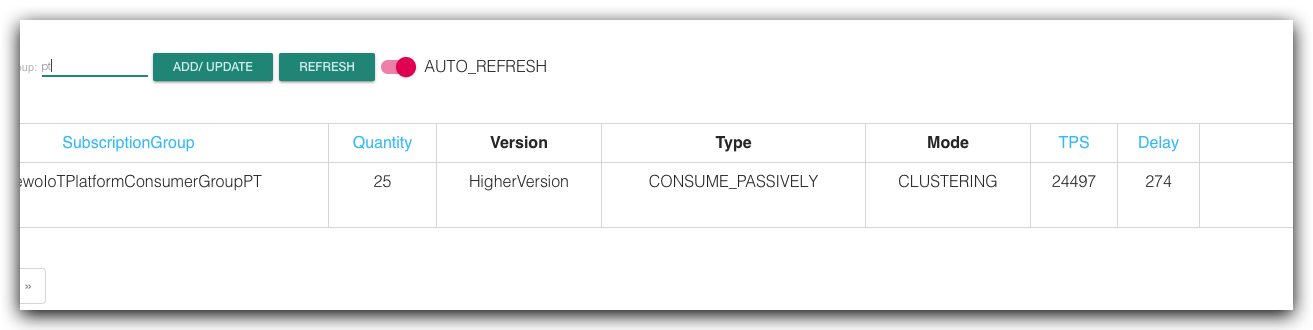 oup: pt ADD/ UPDATE REFRESH AUTO_REFRESH
SubscriptionGroup Quantity Version Type Mode TPS Delay
ewoIoTPlatformConsumerGroupPT 25 HigherVersion CONSUME_PASSIVELY CLUSTERING 24497 274
»